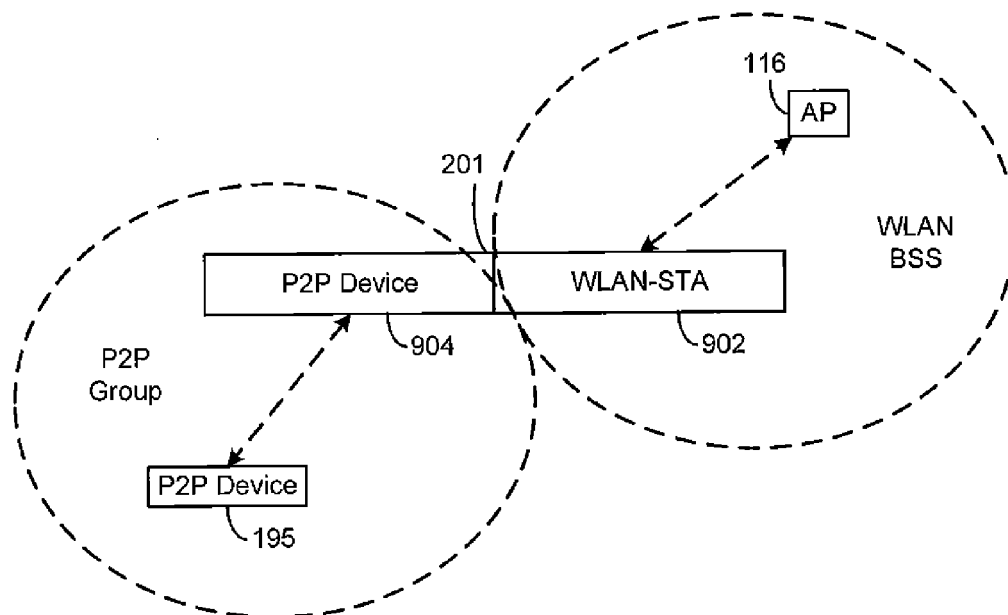 116
AP
201
WLAN
BSS
P2P Device
WLAN-STA
904
902
P2P
Group
P2P Device
195